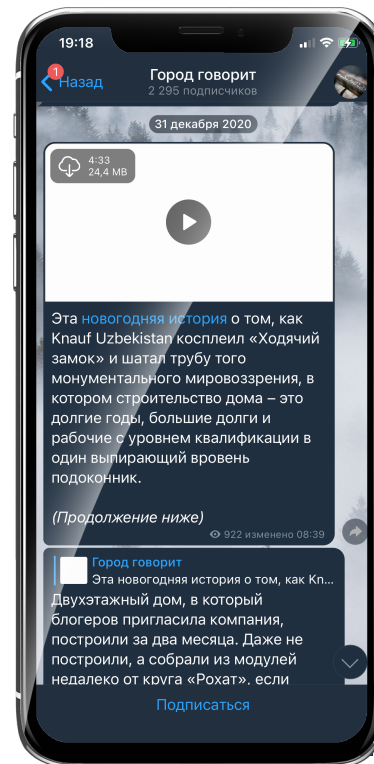 19:18
1
Назад
Город говорит
2 295 подписчиков
31 декабря 2020
4:33
24,4 MB
Эта новогодняя история о том, как
Knauf Uzbekistan косплеил «Ходячий
замок» и шатал трубу того
монументального мировоззрения, в
котором строительство дома – это
долгие годы, большие долги и
рабочие с уровнем квалификации в
один выпирающий вровень
подоконник.
(Продолжение ниже)
922 изменено 08:39
Город говорит
Эта новогодняя история о том, как Kn...
Двухэтажный дом, в который
блогеров пригласила компания,
построили за два месяца. Даже не
построили, а собрали из модулей
недалеко от круга «Рохат», если
Подписаться